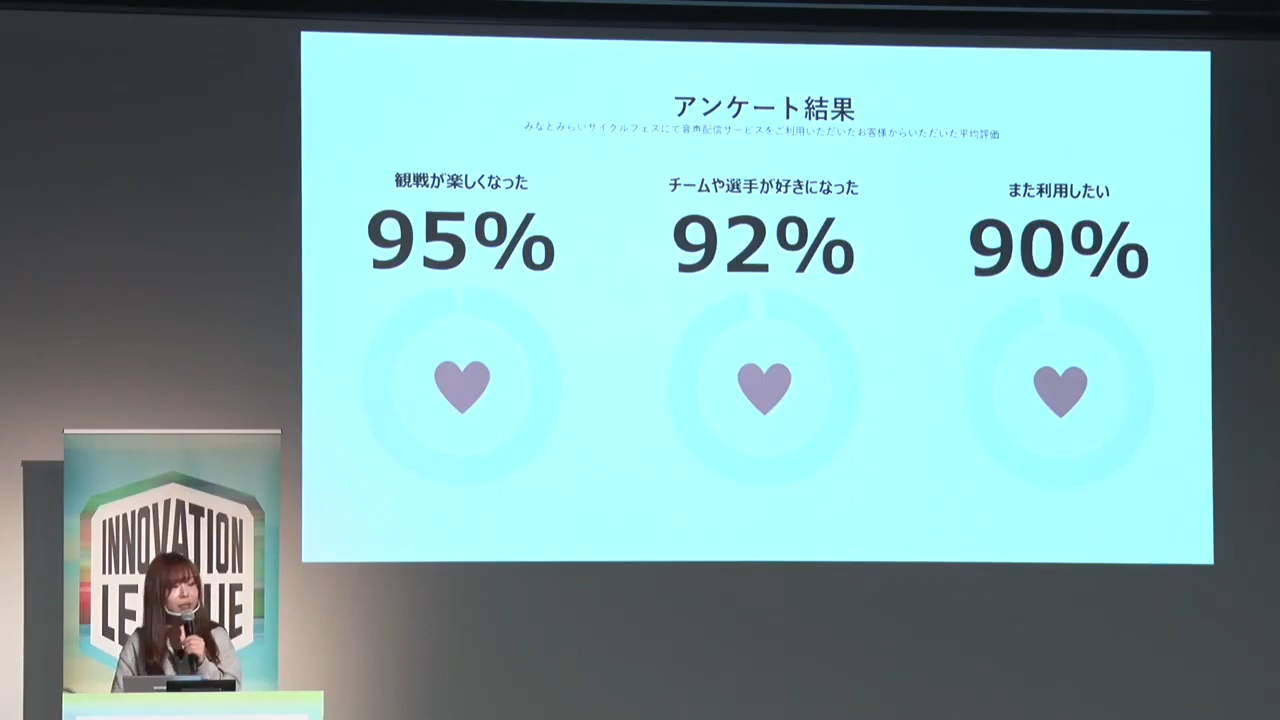 アンケート結果
みなとみらいサイクルフェスにて音声配信サービスをご利用いただいたお客様からいただいた平均評価
観戦が楽しくなった
チームや選手が好きになった
また利用したい
95%
92%
90%
INNOVATION
LE UE